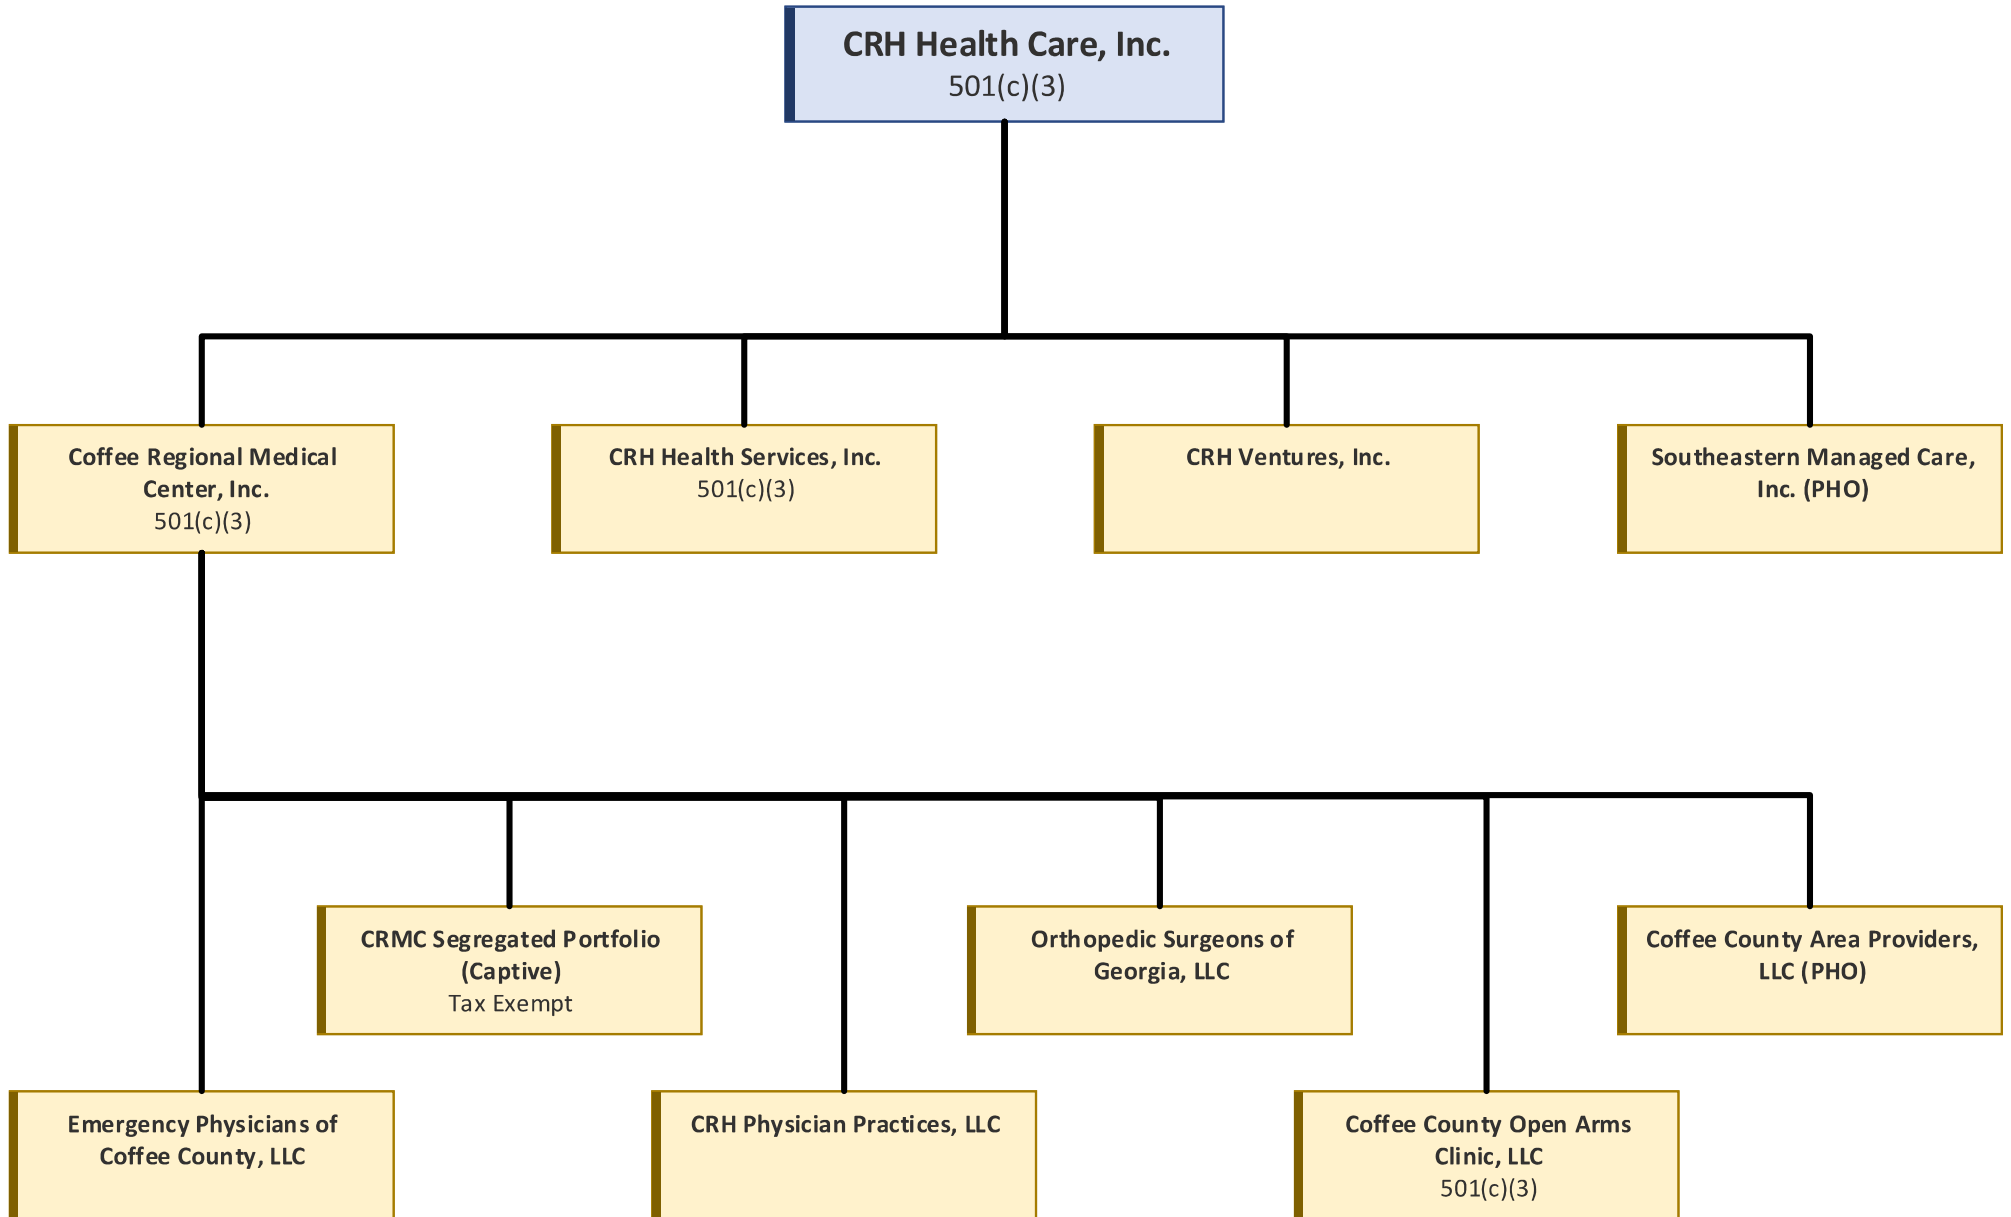 CRH Health Care, Inc.
501(c)(3)
Coffee Regional Medical
Center, Inc.
501(c)(3)
CRH Health Services, Inc.
501(c)(3)
CRH Ventures, Inc.
Southeastern Managed Care,
Inc. (PHO)
CRMC Segregated Portfolio
(Captive)
Tax Exempt
Orthopedic Surgeons of
Georgia, LLC
Coffee County Area Providers,
LLC (PHO)
Emergency Physicians of
Coffee County, LLC
CRH Physician Practices, LLC
Coffee County Open Arms
Clinic, LLC
501(c)(3)